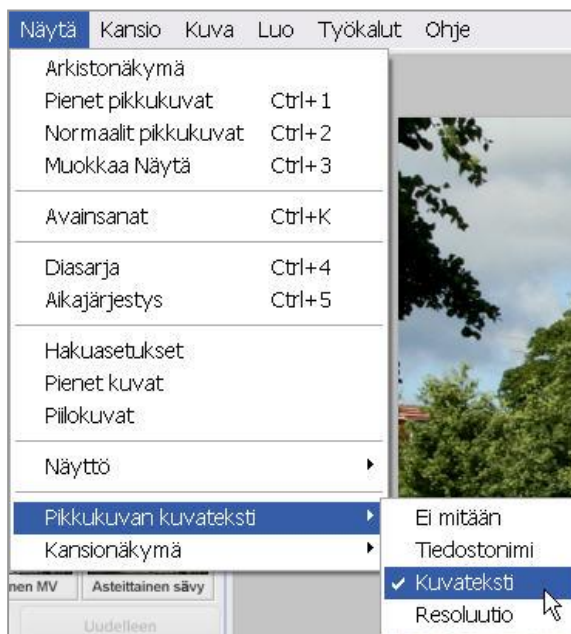 Näytä Kansio Kuva Luo Työkalut Ohje
Arkistonäkymä
Pienet pikkukuvat Ctrl+1
Normaalit pikkukuvat Ctrl+2
Muokkaa Näytä Ctrl+3
Avainsanat Ctrl+K
Diasarja Ctrl+4
Aikajärjestys Ctrl+5
Hakuasetukset
Pienet kuvat
Piilokuvat
Näyttö
Pikkukuvan kuvateksti
Kansionäkymä
Ei mitään
Tiedostonimi
Kuvateksti
Resoluutio
nen MV Asteittainen sävy
Uudelleen